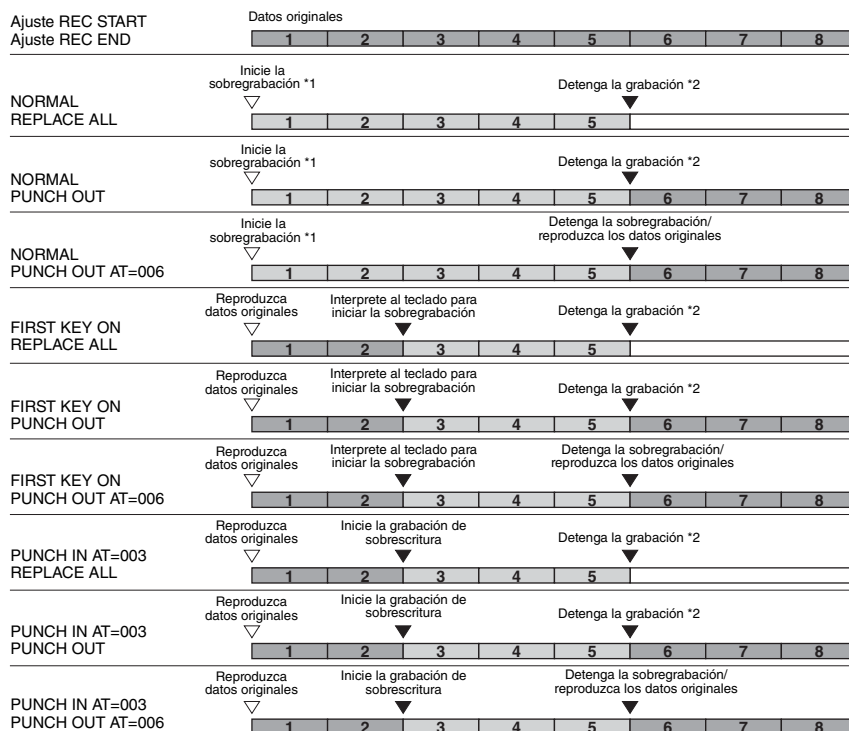 Ajuste REC START
Ajuste REC END
Datos originales
1 2 3 4 5 6 7 8
NORMAL
REPLACE ALL
Inicie la
sobregrabación *1
Detenga la grabación *2
1 2 3 4 5
NORMAL
PUNCH OUT
Inicie la
sobregrabación *1
Detenga la grabación *2
1 2 3 4 5 6 7 8
NORMAL
PUNCH OUT AT=006
Inicie la
sobregrabación *1
Detenga la sobregrabación/
reproduzca los datos originales
1 2 3 4 5 6 7 8
FIRST KEY ON
REPLACE ALL
Reproduzca
datos originales
Interprete al teclado para
iniciar la sobregrabación
Detenga la grabación *2
1 2 3 4 5
FIRST KEY ON
PUNCH OUT
Reproduzca
datos originales
Interprete al teclado para
iniciar la sobregrabación
Detenga la grabación *2
1 2 3 4 5 6 7 8
FIRST KEY ON
PUNCH OUT AT=006
Reproduzca
datos originales
Interprete al teclado para
iniciar la sobregrabación
Detenga la sobregrabación/
reproduzca los datos originales
1 2 3 4 5 6 7 8
PUNCH IN AT=003
REPLACE ALL
Reproduzca
datos originales
Inicie la grabación de
sobrescritura
Detenga la grabación *2
1 2 3 4 5
PUNCH IN AT=003
PUNCH OUT
Reproduzca
datos originales
Inicie la grabación de
sobrescritura
Detenga la grabación *2
1 2 3 4 5 6 7 8
PUNCH IN AT=003
PUNCH OUT AT=006
Reproduzca
datos originales
Inicie la grabación de
sobrescritura
Detenga la sobregrabación/
reproduzca los datos originales
1 2 3 4 5 6 7 8